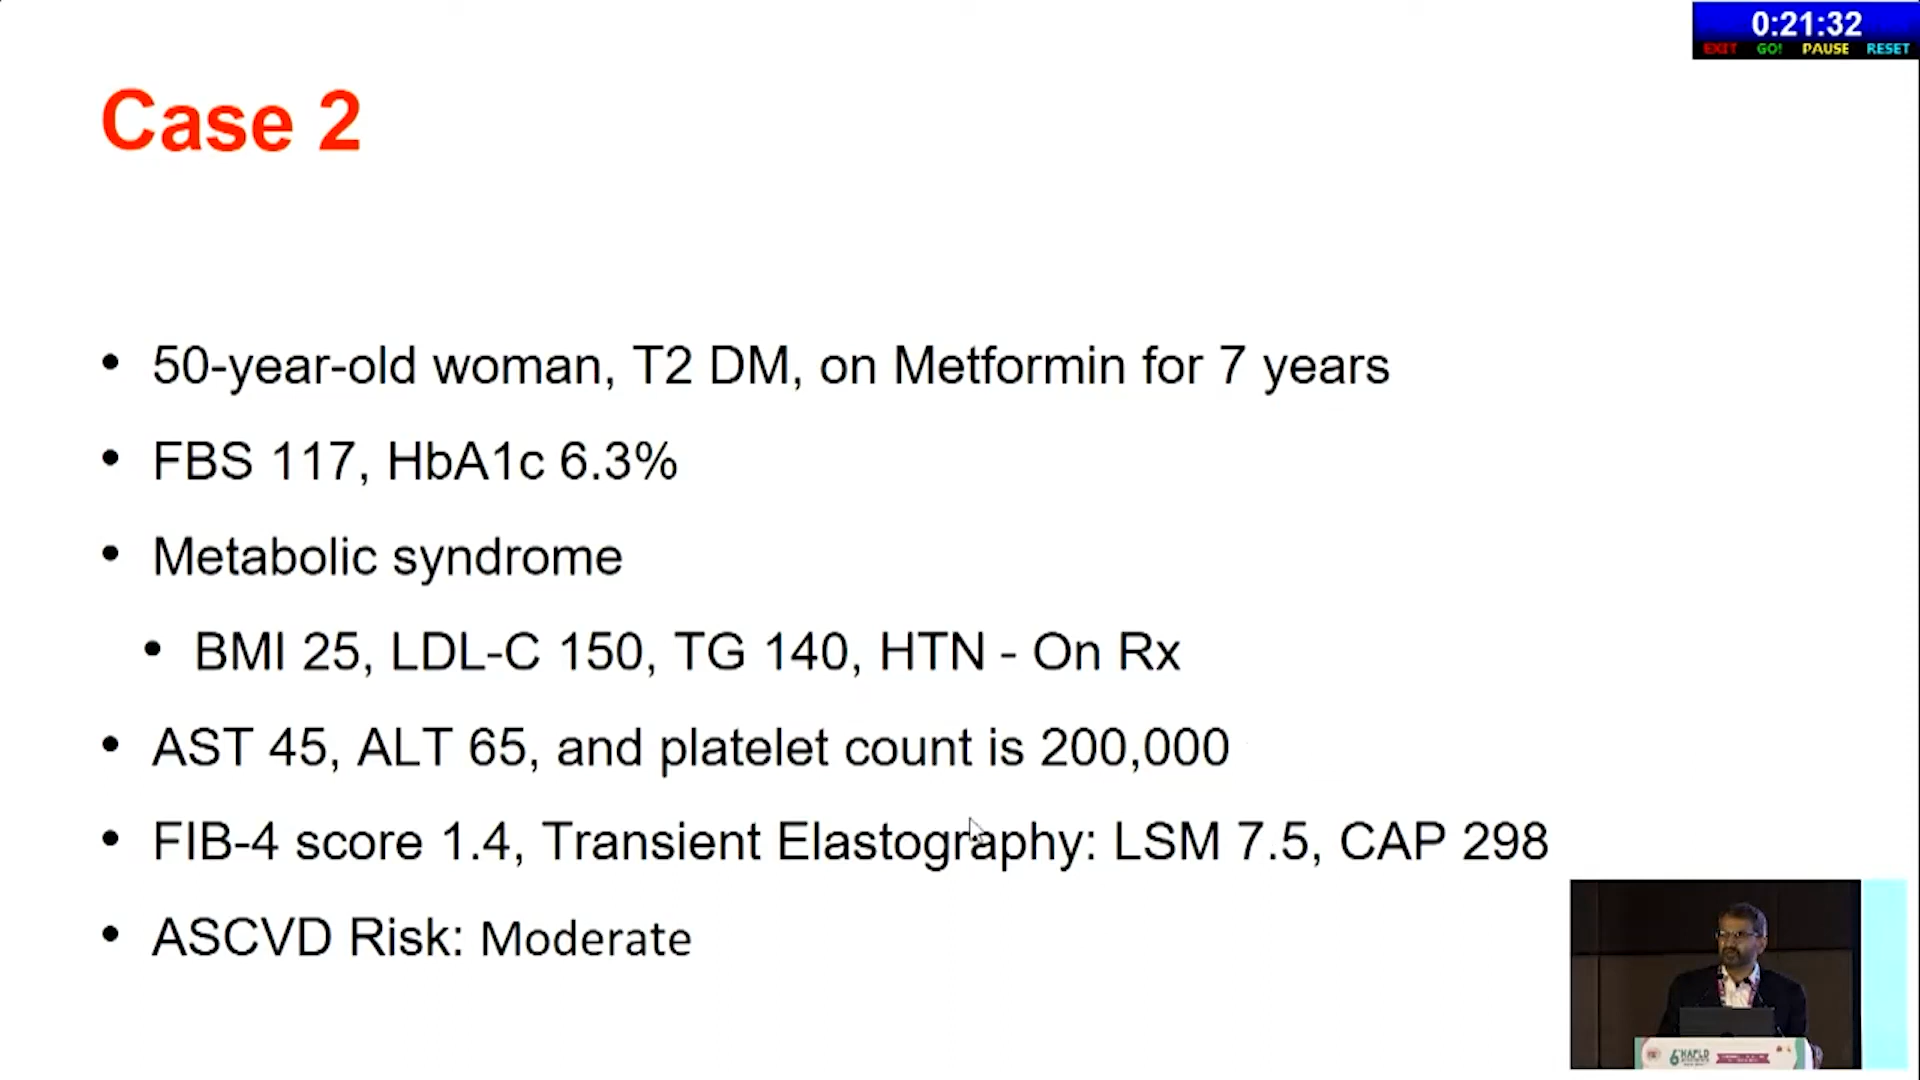 0:21:32
EXIT GO! PAUSE RESET
Case 2
• 50-year-old woman, T2 DM, on Metformin for 7 years
• FBS 117, HbA1c 6.3%
• Metabolic syndrome
• BMI 25, LDL-C 150, TG 140, HTN - On Rx
• AST 45, ALT 65, and platelet count is 200,000
• FIB-4 score 1.4, Transient Elastography: LSM 7.5, CAP 298
• ASCVD Risk: Moderate
6 NAFLD